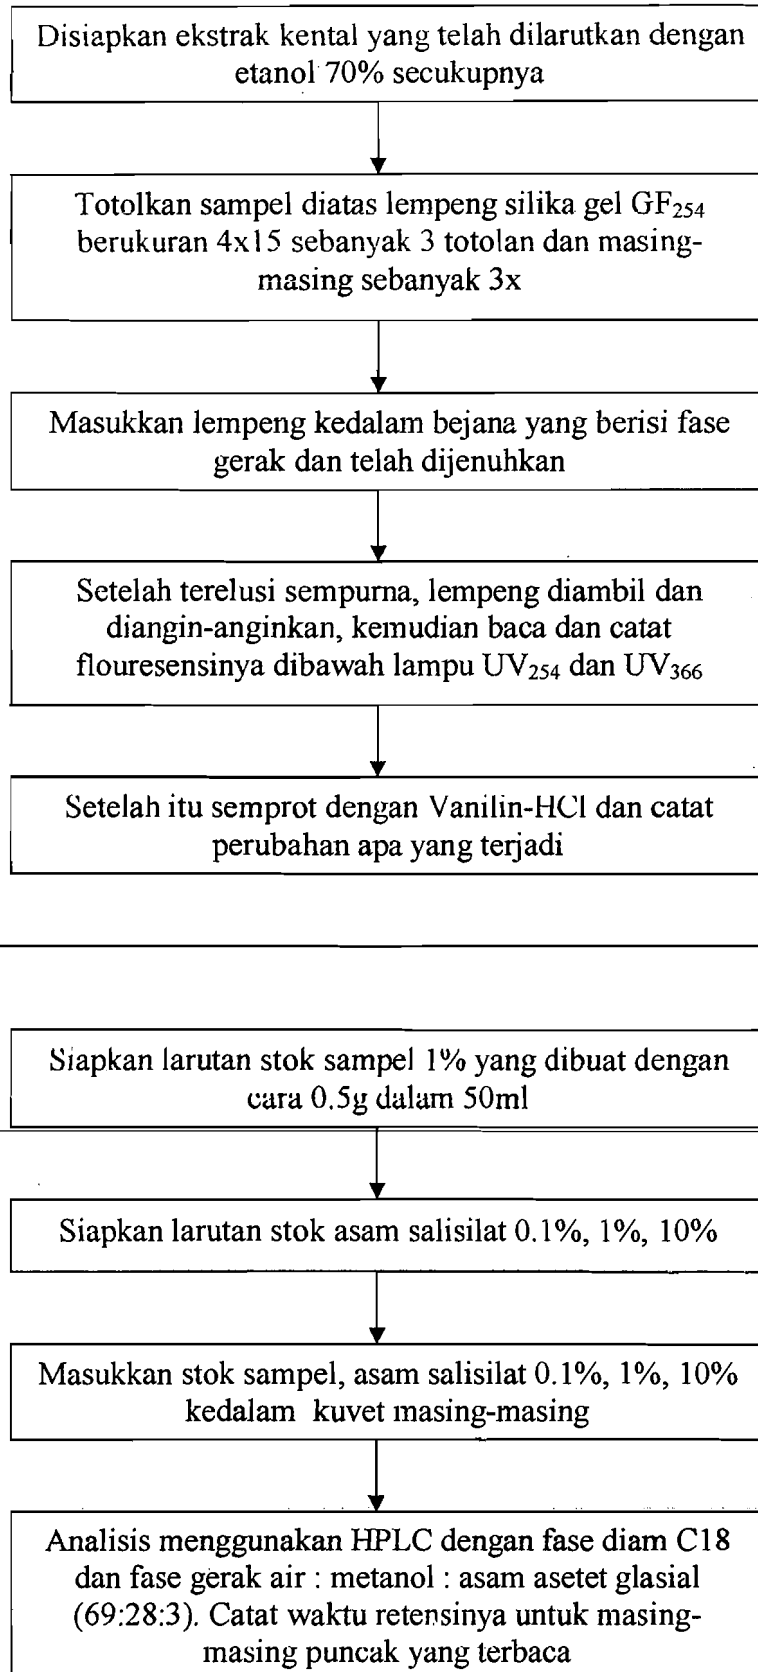 Disiapkan ekstrak kental yang telah dilarutkan dengan
etanol 70% secukupnya
Totolkan sampel diatas lempeng silika gel GF254
berukuran 4x15 sebanyak 3 totolan dan masing-
masing sebanyak 3x
Masukkan lempeng kedalam bejana yang berisi fase
gerak dan telah dijenuhkan
Setelah terelusi sempurna, lempeng diambil dan
diangin-anginkan, kemudian baca dan catat
flouresensinya dibawah lampu UV254 dan UV366
Setelah itu semprot dengan Vanilin-HCl dan catat
perubahan apa yang terjadi
Siapkan larutan stok sampel 1% yang dibuat dengan
cara 0.5g dalam 50ml
Siapkan larutan stok asam salisilat 0.1%, 1%, 10%
Masukkan stok sampel, asam salisilat 0.1%, 1%, 10%
kedalam kuvet masing-masing
Analisis menggunakan HPLC dengan fase diam C18
dan fase gerak air : metanol : asam asetet glasial
(69:28:3). Catat waktu retensinya untuk masing-
masing puncak yang terbaca